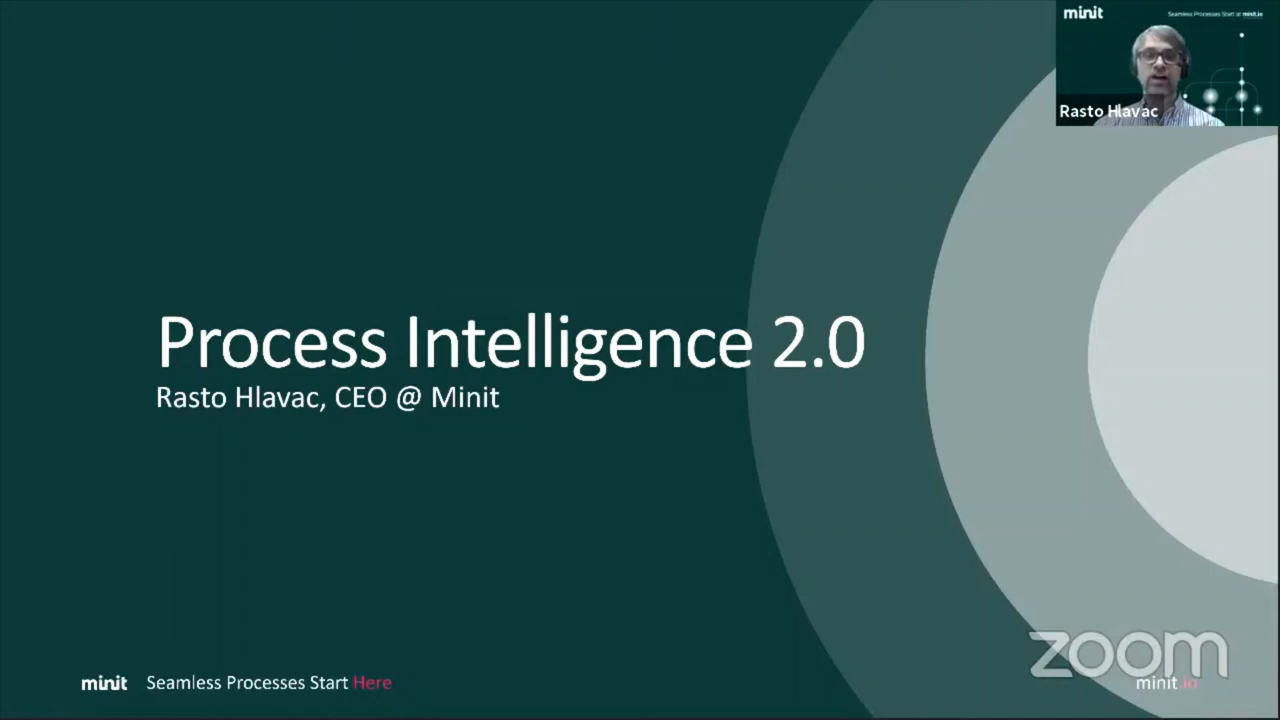 minit
Seamless Processes Start at minit.io
Rasto Hlavac
Process Intelligence 2.0
Rasto Hlavac, CEO @ Minit
zoom
minit Seamless Processes Start Here
minit.io